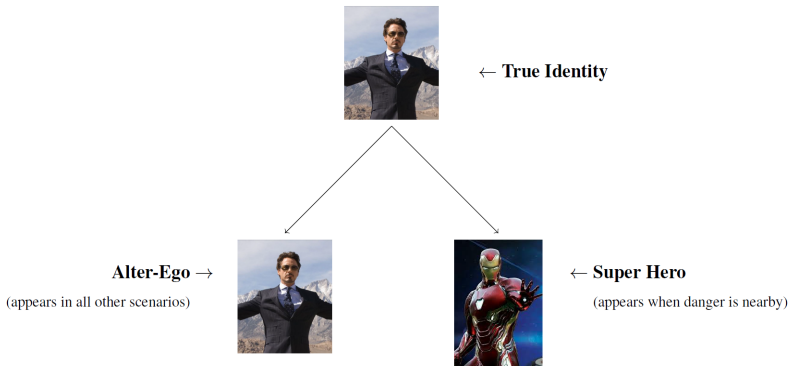 ← True Identity
Alter-Ego →
(appears in all other scenarios)
← Super Hero
(appears when danger is nearby)